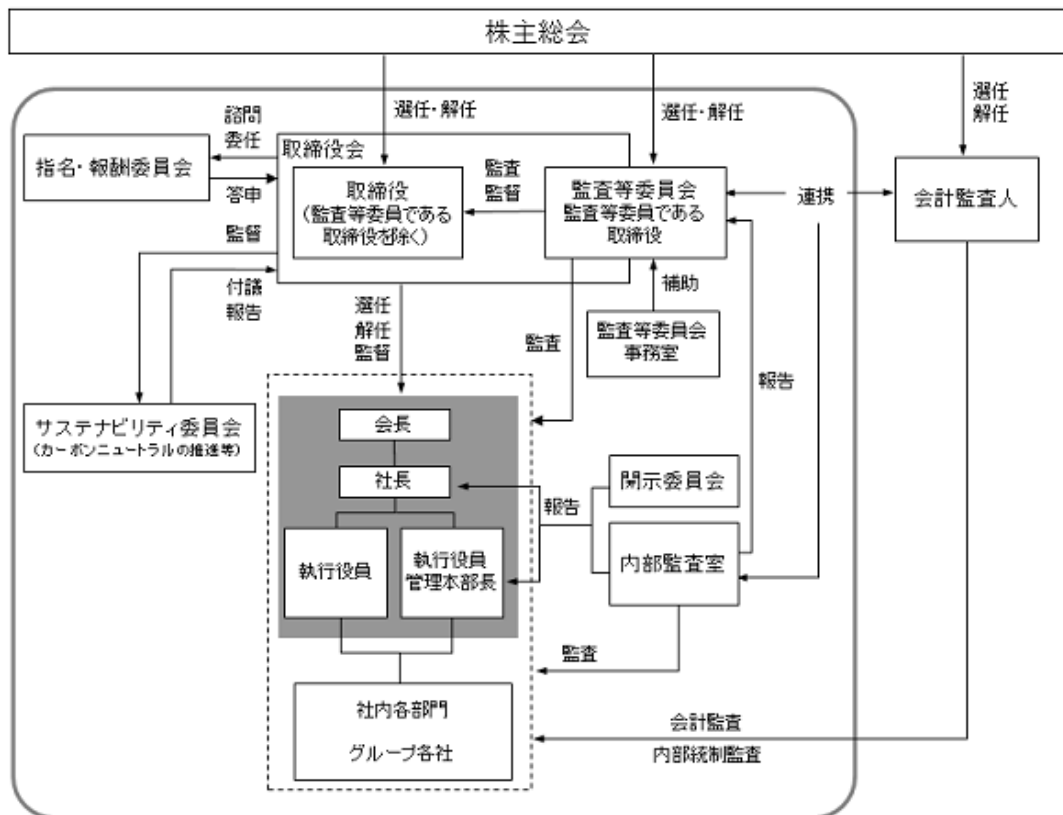 株主総会
選任・解任
選任・解任
選任
解任
諮問
委任
指名・報酬委員会
答申
取締役会
取締役
(監査等委員である
取締役を除く)
監査
監督
監査等委員会
監査等委員である
取締役
連携
会計監査人
監督
付議
報告
選任
解任
監督
監査
補助
監査等委員会
事務室
報告
サステナビリティ委員会
(カーボンニュートラルの推進等)
会長
社長
執行役員
執行役員
管理本部長
報告
開示委員会
内部監査室
監査
社内各部門
グループ各社
会計監査
内部統制監査